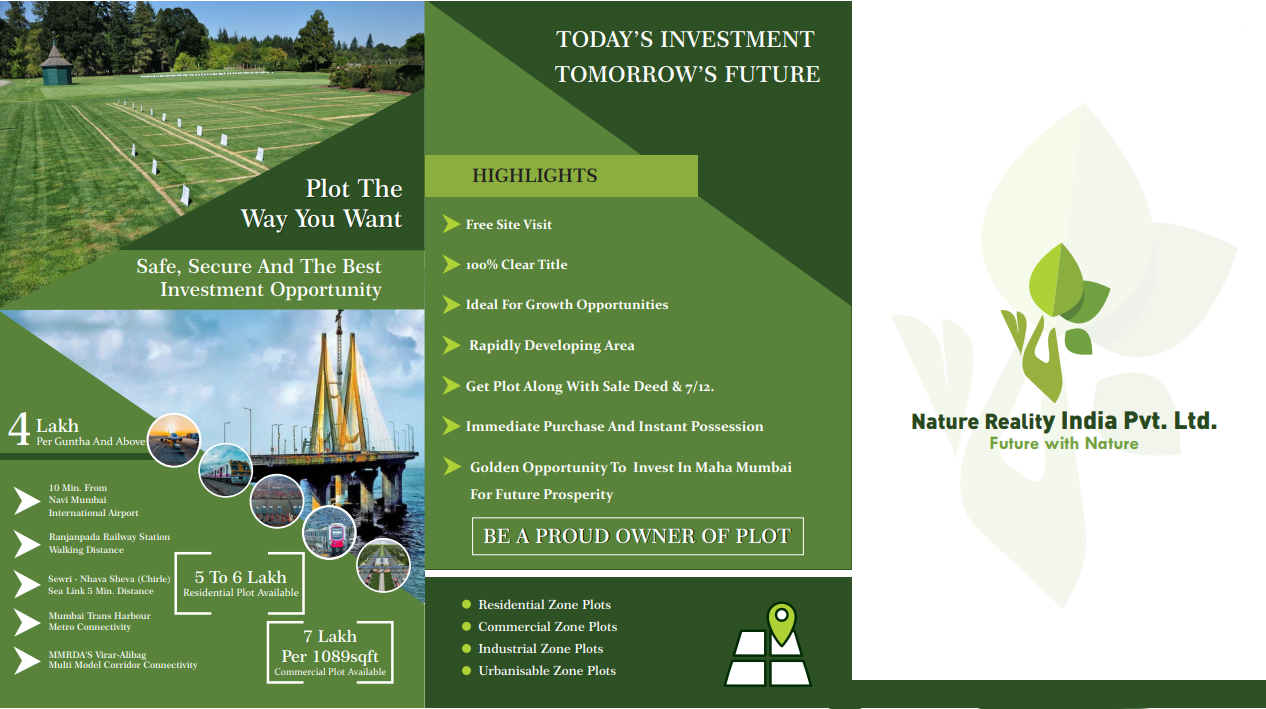 Plot The
Way You Want
Safe, Secure And The Best
Investment Opportunity
4 Lakh
Per Guntha And Above
10 Min. From
Navi Mumbai
International Airport
Ranjanpada Railway Station
Walking Distance
Sewri - Nhava Sheva (Chirle)
Sea Link 5 Min. Distance
Mumbai Trans Harbour
Metro Connectivity
MMRDA'S Virar-Alibag
Multi Model Corridor Connectivity
5 To 6 Lakh
Residential Plot Available
7 Lakh
Per 1089sqft
Commercial Plot Available
TODAY'S INVESTMENT
TOMORROW'S FUTURE
HIGHLIGHTS
Free Site Visit
100% Clear Title
Ideal For Growth Opportunities
Rapidly Developing Area
Get Plot Along With Sale Deed & 7/12.
Immediate Purchase And Instant Possession
Golden Opportunity To Invest In Maha Mumbai
For Future Prosperity
BE A PROUD OWNER OF PLOT
Residential Zone Plots
Commercial Zone Plots
Industrial Zone Plots
Urbanisable Zone Plots
Nature Reality India Pvt. Ltd.
Future with Nature